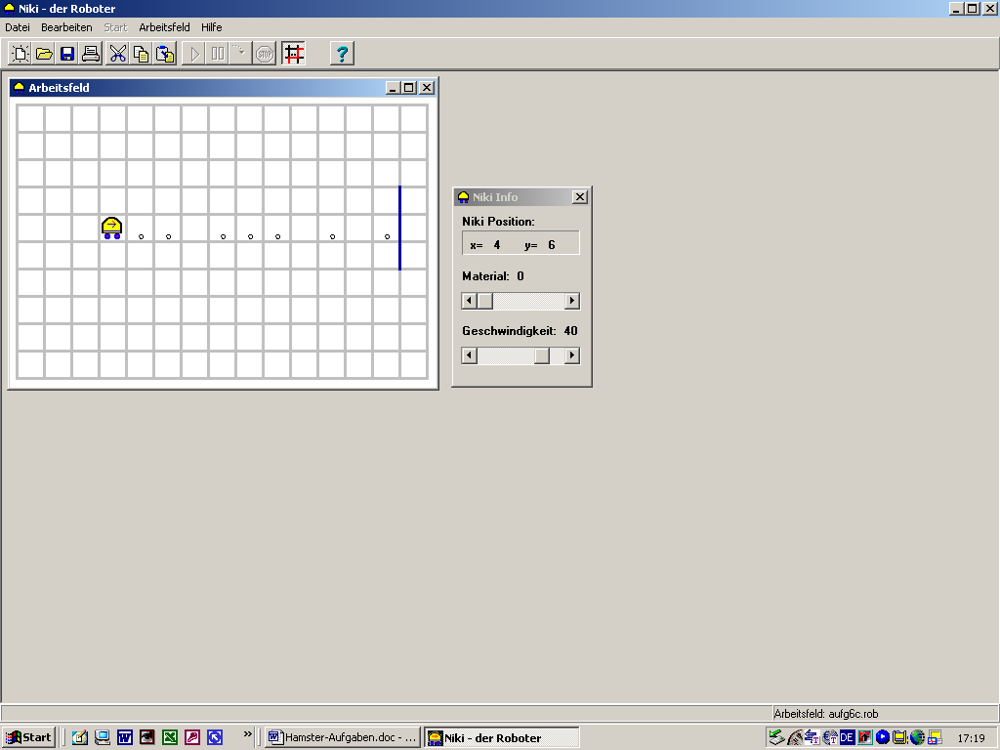 Niki - der Roboter
Datei Bearbeiten Start Arbeitsfeld Hilfe
STOP ?
Arbeitsfeld
Niki Info
Niki Position:
x= 4 y= 6
Material: 0
Geschwindigkeit: 40
Arbeitsfeld: aufg6c.rob
Start » Hamster-Aufgaben.doc - ... Niki - der Roboter DE 17:19